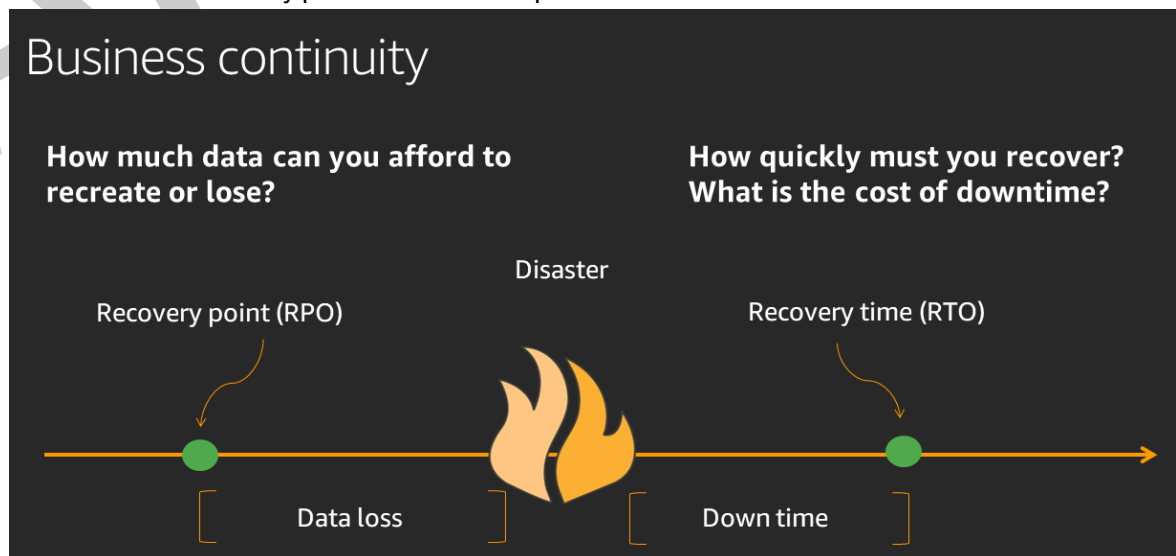 Business continuity
How much data can you afford to
recreate or lose?
How quickly must you recover?
What is the cost of downtime?
Disaster
Recovery point (RPO)
Recovery time (RTO)
Data loss
Down time